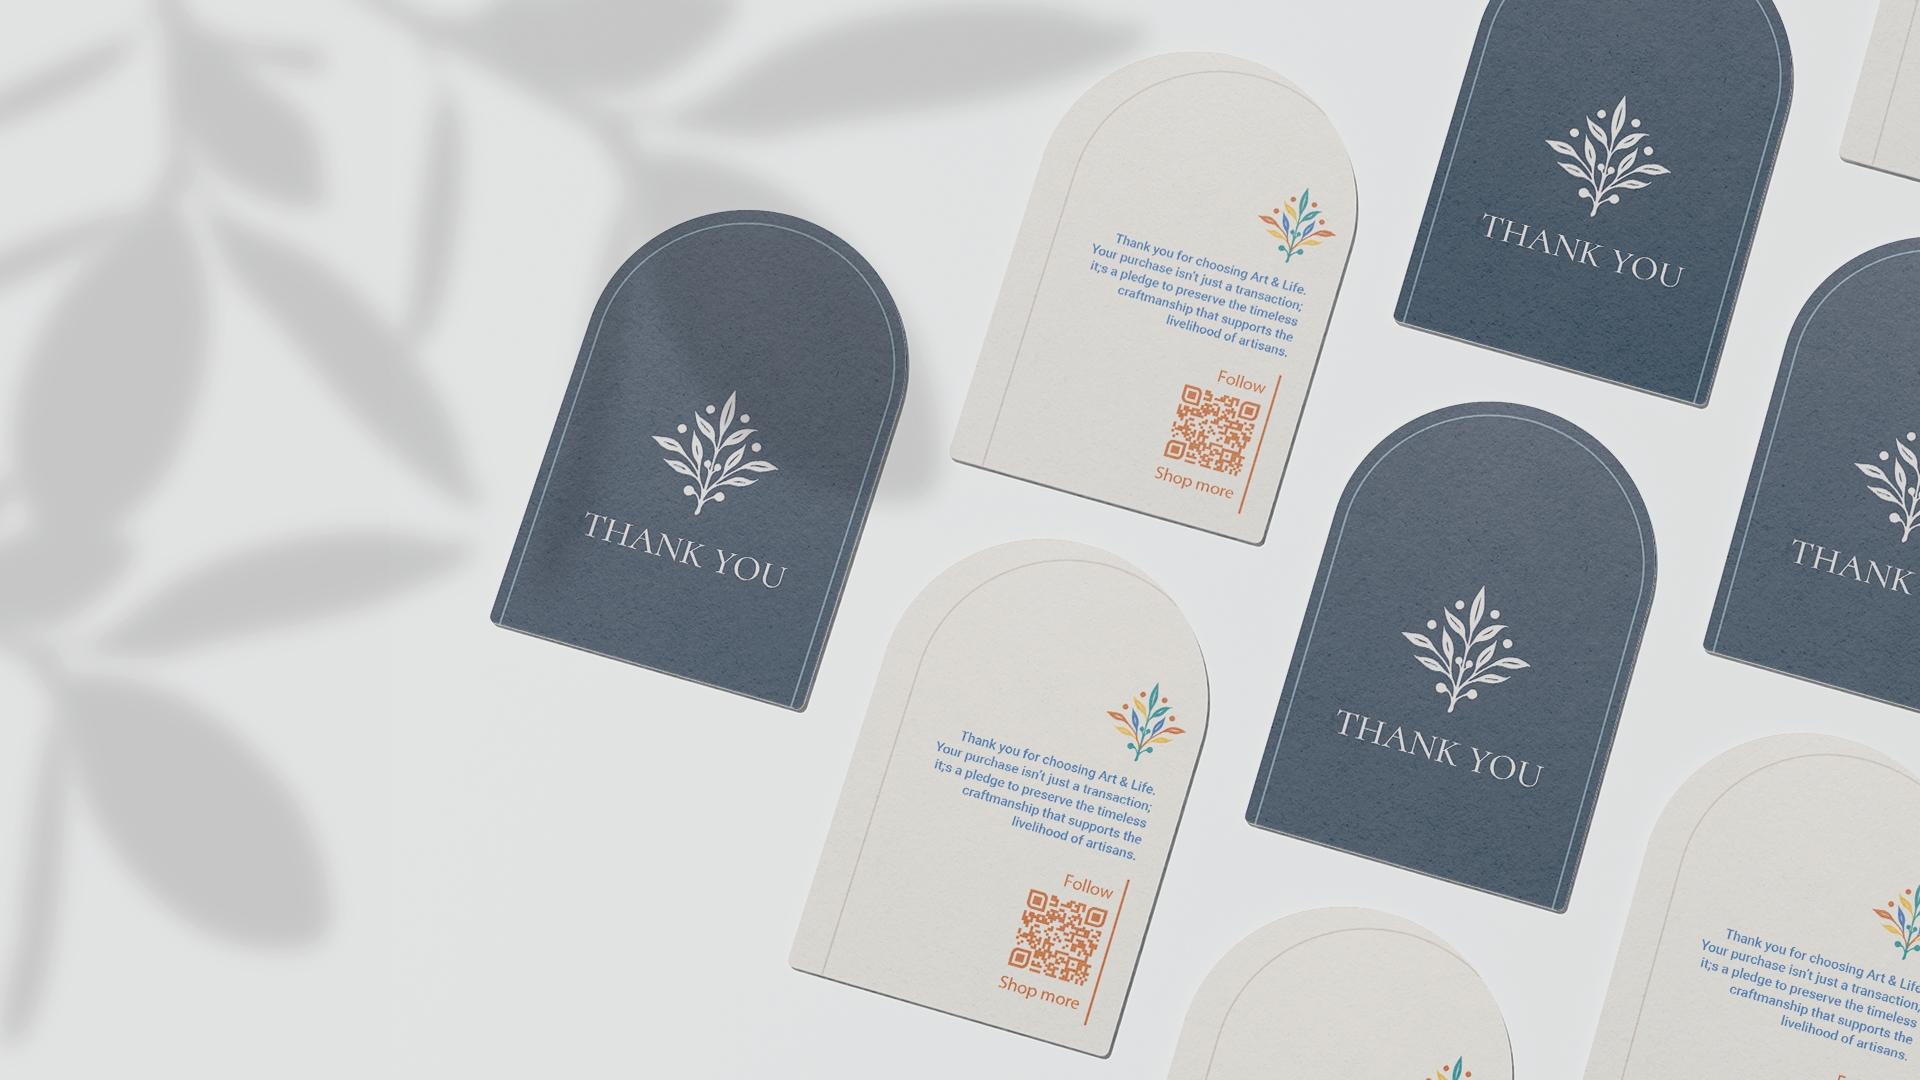 THANK YOU
Thank you for choosing Art & Life.
Your purchase isn't just a transaction;
it;s a pledge to preserve the timeless
craftmanship that supports the
livelihood of artisans.
Follow
Shop more
THANK YOU
THANK
Thank you for choosing Art & Life.
Your purchase isn't just a transaction;
it;s a pledge to preserve the timeless
craftmanship that supports the
livelihood of artisans.
Follow
Shop more
THANK YOU
Thank you for choosing Art & Life
Your purchase isn't just a transaction;
it;s a pledge to preserve the timeless
craftmanship that supports the
livelihood of artisans.